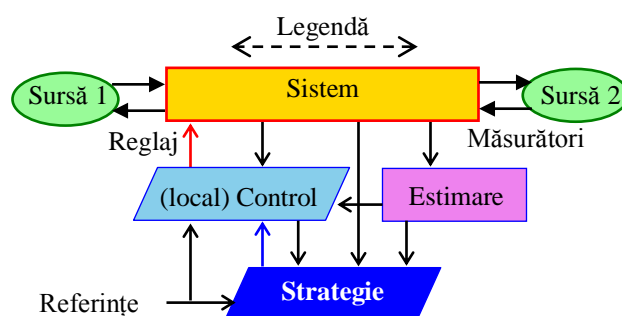 Legendă
Sursă 1
Sistem
Sursă 2
Reglaj
Măsurători
(local) Control
Estimare
Strategie
Referințe